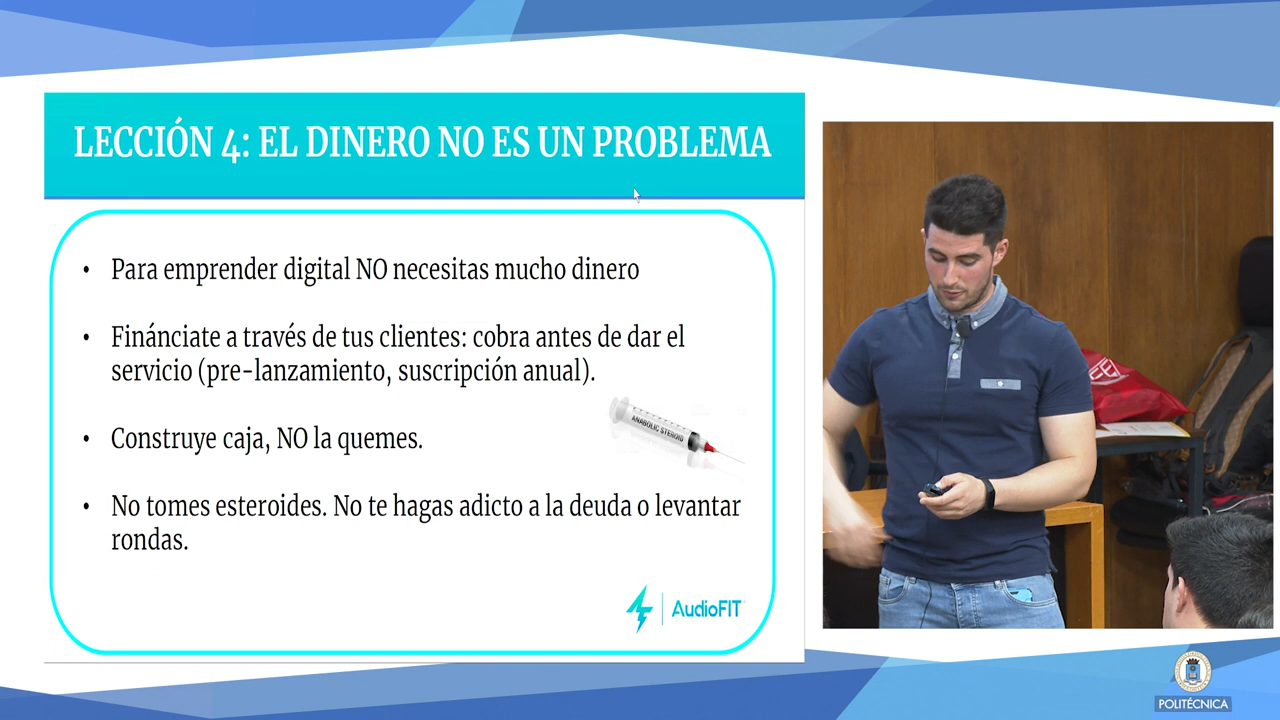 LECCIÓN 4: EL DINERO NO ES UN PROBLEMA
• Para emprender digital NO necesitas mucho dinero
• Finánciate a través de tus clientes: cobra antes de dar el
servicio (pre-lanzamiento, suscripción anual).
• Construye caja, NO la quemes.
ANABOLIC STEROID
• No tomes esteroides. No te hagas adicto a la deuda o levantar
rondas.
AudioFIT
POLITÉCNICA